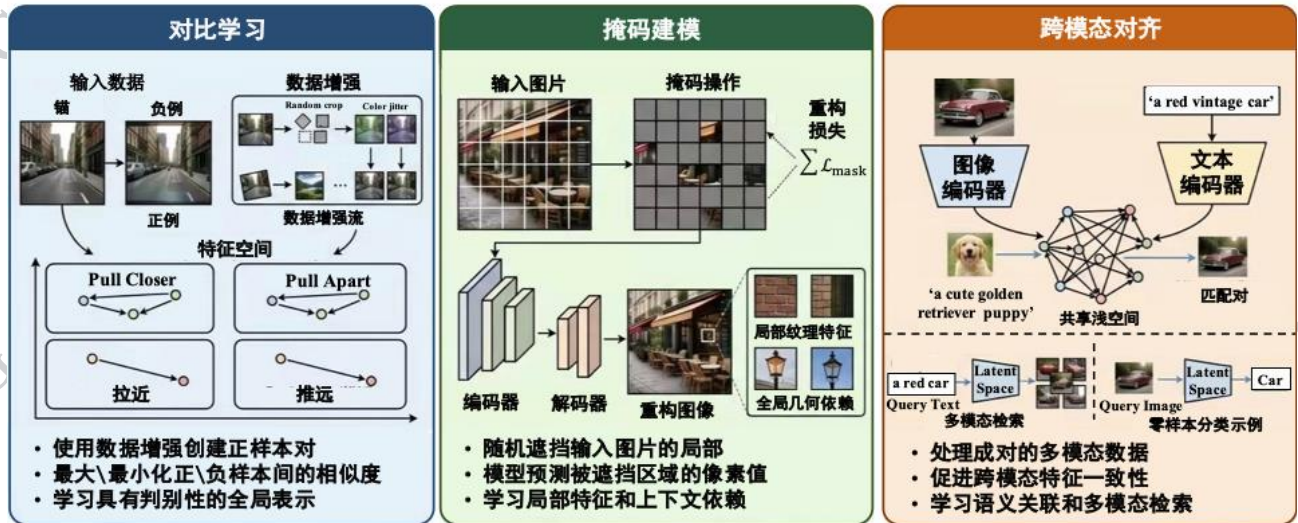 对比学习
输入数据
锚
负例
正例
数据增强
Random crop
Color jitter
...
数据增强流
特征空间
Pull Closer
Pull Apart
拉近
推远
• 使用数据增强创建正样本对
• 最大\最小化正\负样本间的相似度
• 学习具有判别性的全局表示
掩码建模
输入图片
掩码操作
重构
损失
∑ℒmask
编码器
解码器
重构图像
局部纹理特征
全局几何依赖
• 随机遮挡输入图片的局部
• 模型预测被遮挡区域的像素值
• 学习局部特征和上下文依赖
跨模态对齐
'a red vintage car'
图像
编码器
文本
编码器
'a cute golden
retriever puppy'
共享浅空间
匹配对
a red car
Query Text
Latent
Space
多模态检索
Query Image
Latent
Space
Car
零样本分类示例
• 处理成对的多模态数据
• 促进跨模态特征一致性
• 学习语义关联和多模态检索